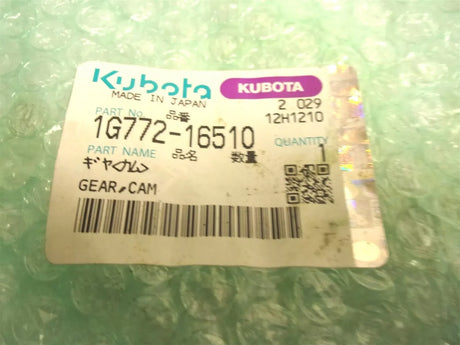 Kubota KUBOTA
MADE IN JAPAN 2 029
PART No. 品番 12H1210
1G772-16510 QUANTITY
PART NAME 品名 数量 1
ギヤ<カム>
GEAR,CAM